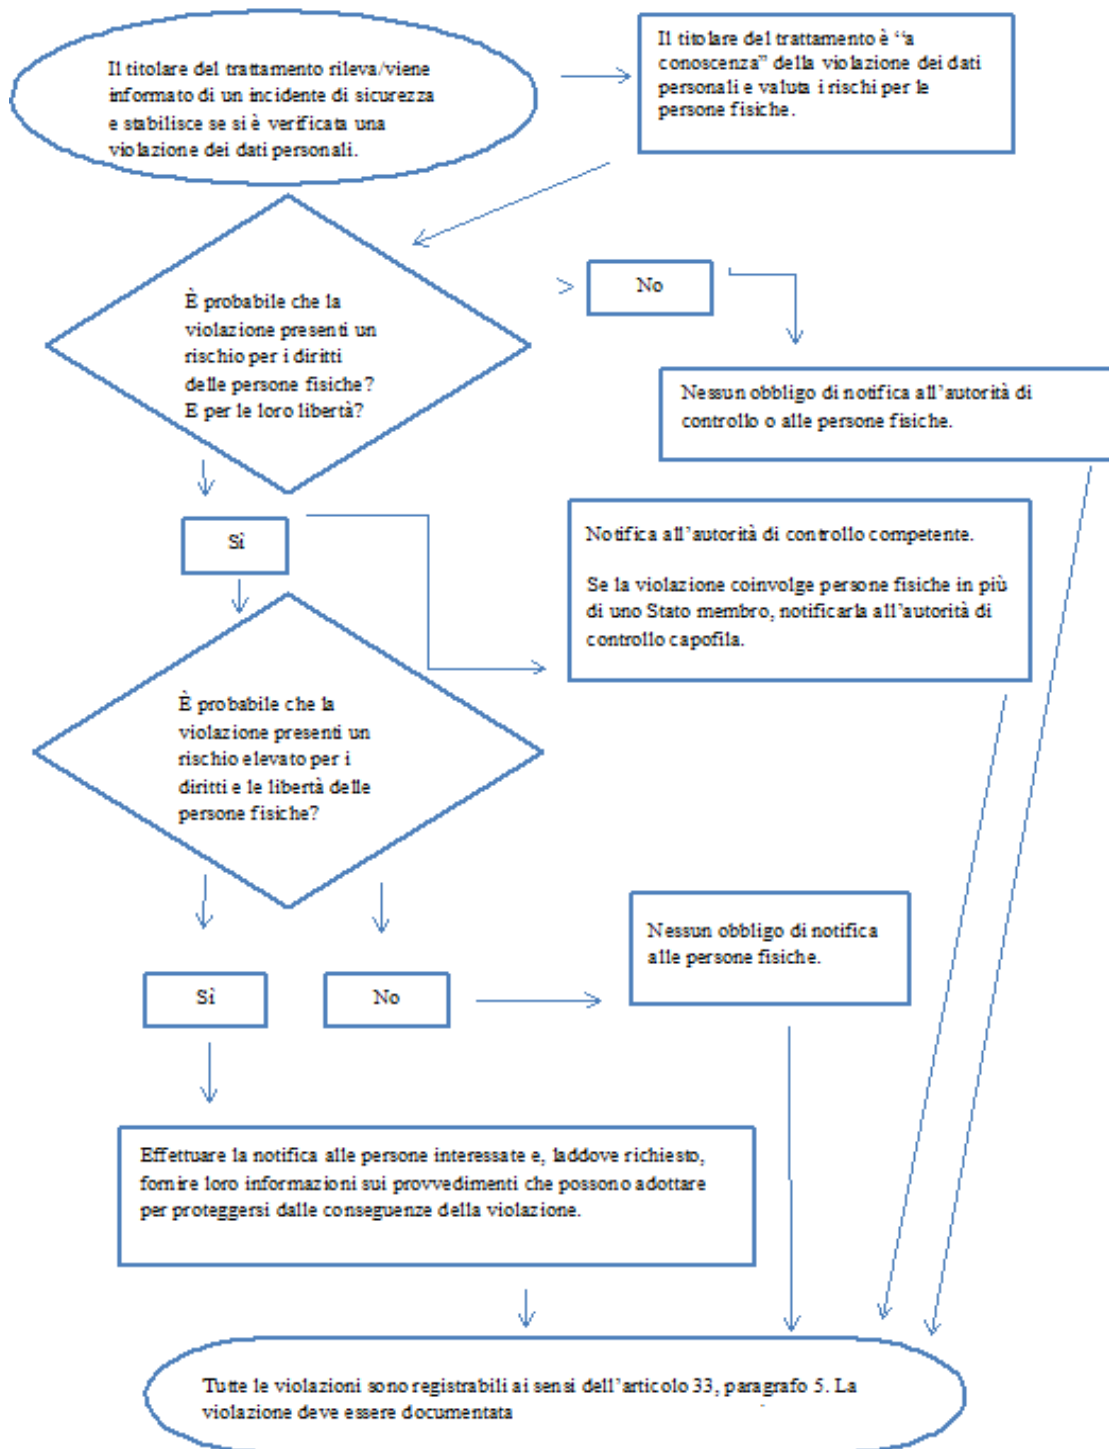 Il titolare del trattamento rileva/viene
informato di un incidente di sicurezza
e stabilisce se si è verificata una
violazione dei dati personali.
Il titolare del trattamento è “a
conoscenza” della violazione dei dati
personali e valuta i rischi per le
persone fisiche.
È probabile che la
violazione presenti un
rischio per i diritti
delle persone fisiche?
E per le loro libertà?
No
Nessun obbligo di notifica all’autorità di
controllo o alle persone fisiche.
Sì
Notifica all’autorità di controllo competente.
Se la violazione coinvolge persone fisiche in più
di uno Stato membro, notificarla all’autorità di
controllo capofila.
È probabile che la
violazione presenti un
rischio elevato per i
diritti e le libertà delle
persone fisiche?
Sì
No
Nessun obbligo di notifica
alle persone fisiche.
Effettuare la notifica alle persone interessate e, laddove richiesto,
fornire loro informazioni sui provvedimenti che possono adottare
per proteggersi dalle conseguenze della violazione.
Tutte le violazioni sono registrabili ai sensi dell’articolo 33, paragrafo 5. La
violazione deve essere documentata